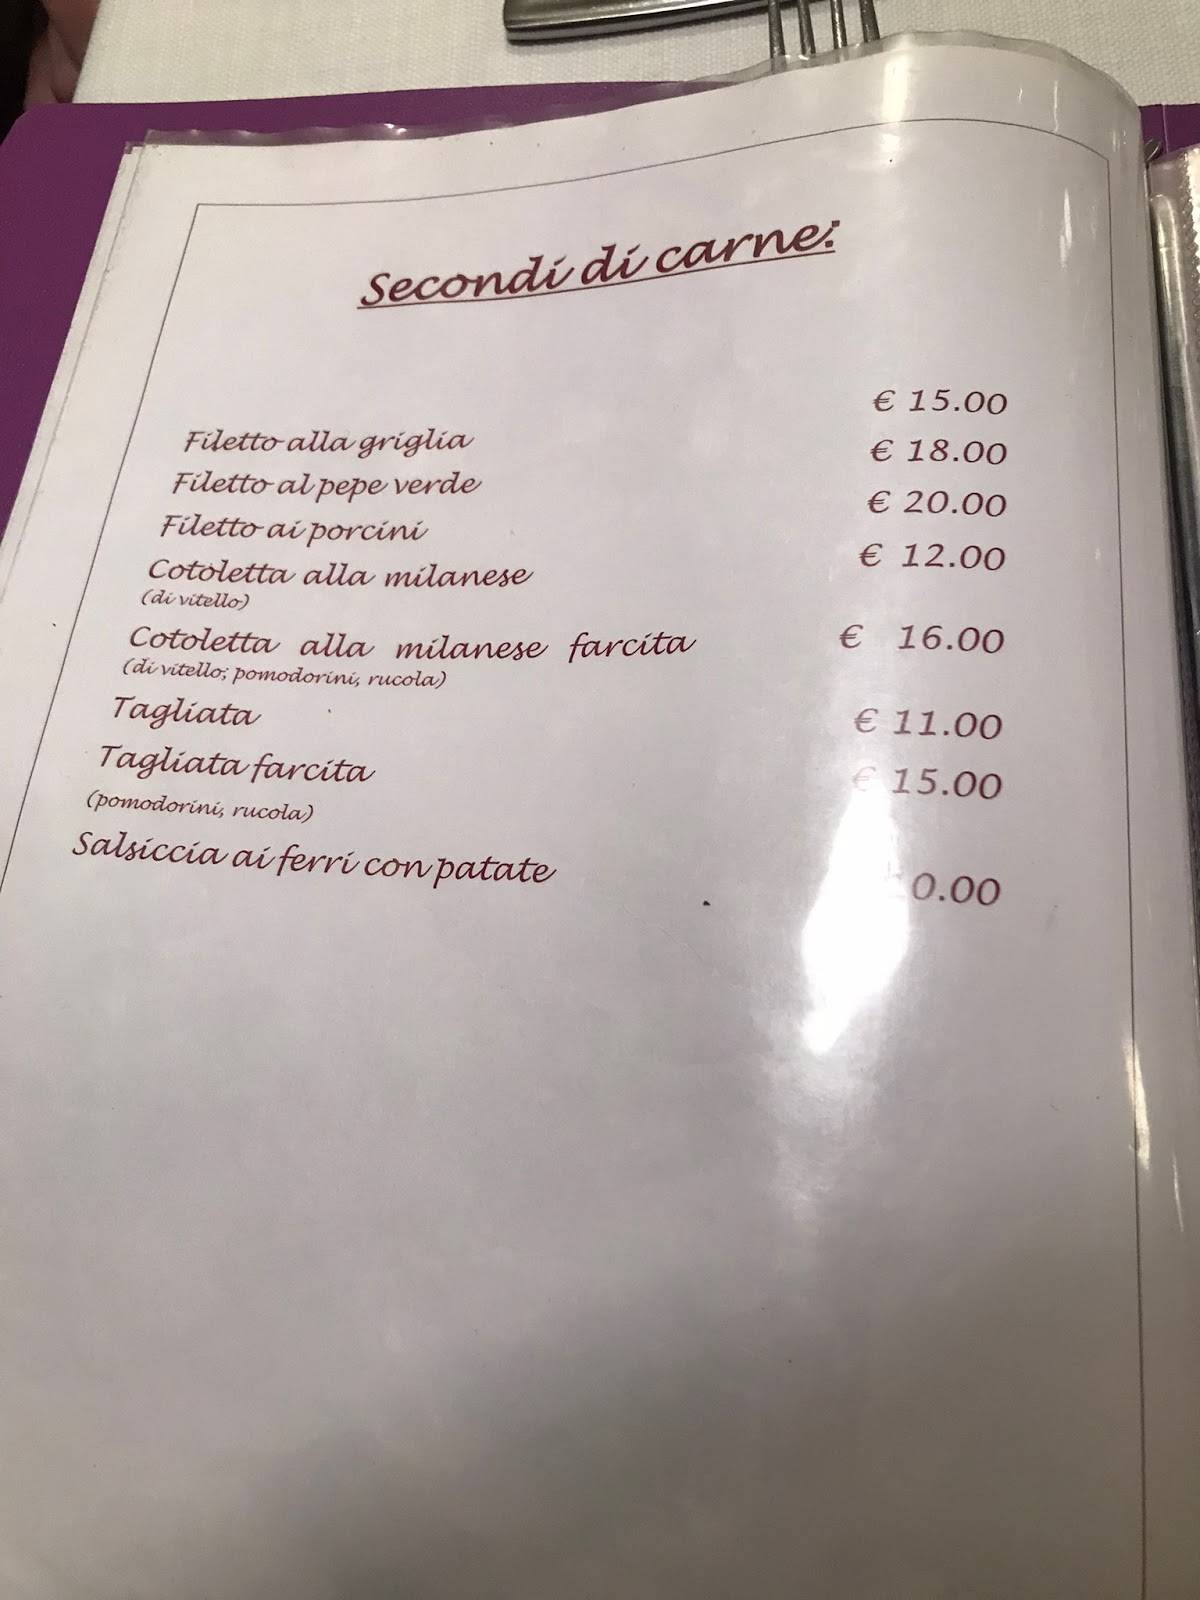 Secondi di carne:
Filetto alla griglia € 15.00
Filetto al pepe verde € 18.00
Filetto ai porcini € 20.00
Cotoletta alla milanese € 12.00
(di vitello)
Cotoletta alla milanese farcita € 16.00
(di vitello; pomodorini, rucola)
Tagliata € 11.00
Tagliata farcita € 15.00
(pomodorini, rucola)
Salsiccia ai ferri con patate